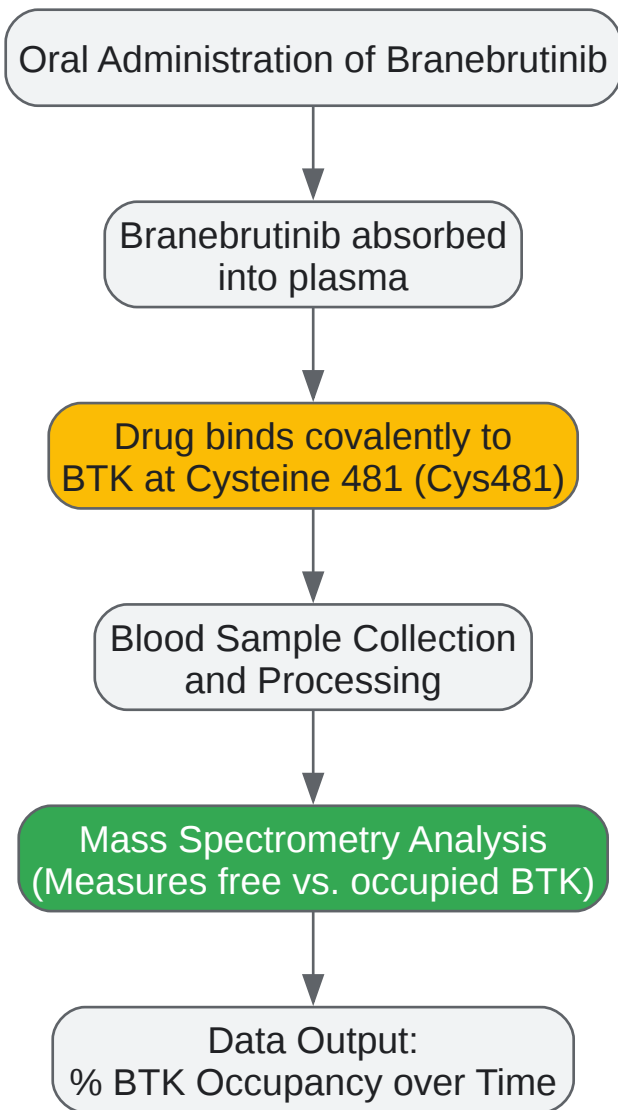 Oral Administration of Branebrutinib
Branebrutinib absorbed
into plasma
Drug binds covalently to
BTK at Cysteine 481 (Cys481)
Blood Sample Collection
and Processing
Mass Spectrometry Analysis
(Measures free vs. occupied BTK)
Data Output:
% BTK Occupancy over Time